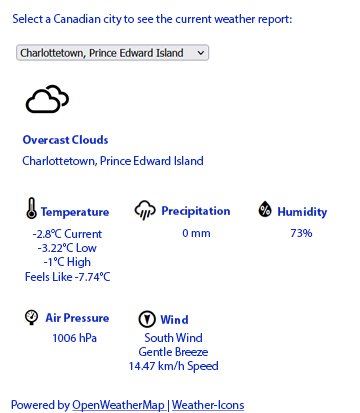 Select a Canadian city to see the current weather report:
Charlottetown, Prince Edward Island
Overcast Clouds
Charlottetown, Prince Edward Island
Temperature
-2.8°C Current
-3.22°C Low
-1°C High
Feels Like -7.74°C
Precipitation
0 mm
Humidity
73%
Air Pressure
1006 hPa
Wind
South Wind
Gentle Breeze
14.47 km/h Speed
Powered by OpenWeatherMap | Weather-Icons